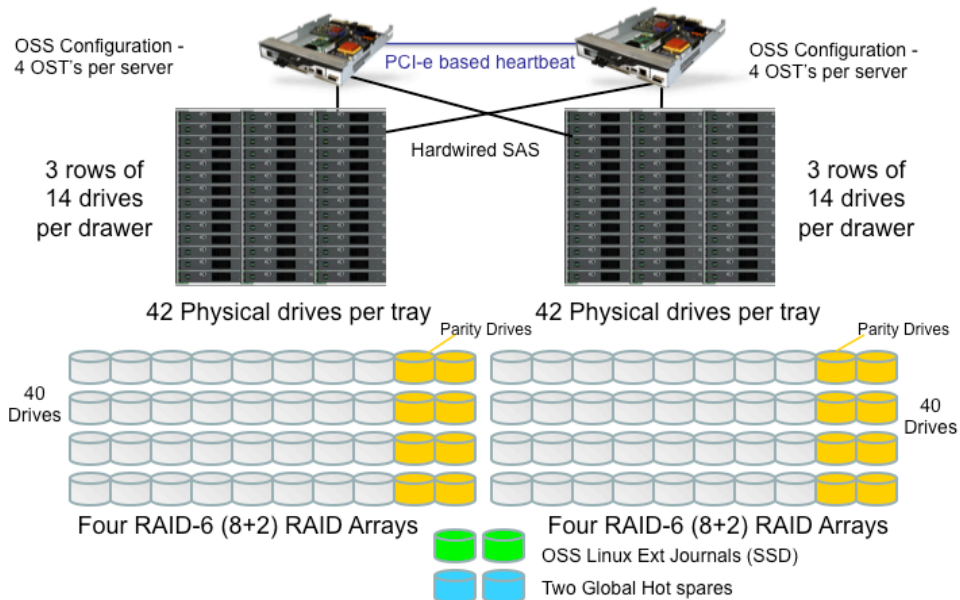 OSS Configuration -
4 OST's per server
PCI-e based heartbeat
OSS Configuration -
4 OST's per server
Hardwired SAS
3 rows of
14 drives
per drawer
3 rows of
14 drives
per drawer
42 Physical drives per tray
42 Physical drives per tray
Parity Drives
Parity Drives
40
Drives
40
Drives
Four RAID-6 (8+2) RAID Arrays
Four RAID-6 (8+2) RAID Arrays
OSS Linux Ext Journals (SSD)
Two Global Hot spares